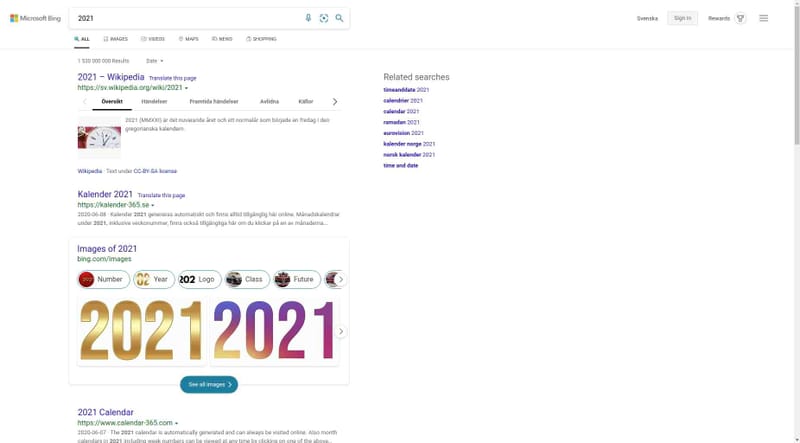 Microsoft Bing
2021
Svenska
Sign in
Rewards
ALL
IMAGES
VIDEOS
MAPS
NEWS
SHOPPING
1 520 000 000 Results
Date
2021 – Wikipedia Translate this page
https://sv.wikipedia.org/wiki/2021
Översikt
Händelser
Framtida händelser
Avlidna
Källor
2021 (MMXXI) är det nuvarande året och ett normalår som började en fredag i den
gregorianska kalendern.
Wikipedia · Text under CC-BY-SA license
Kalender 2021 Translate this page
https://kalender-365.se
2020-06-08 · Kalender 2021 genereras automatiskt och finns alltid tillgänglig här online. Månadskalendrar
under 2021, inklusive veckonummer, finns också tillgängliga här om du klickar på en av månaderna...
Images of 2021
bing.com/images
Number
Year
202
Logo
Class
Future
2021
2021
See all images
2021 Calendar
https://www.calendar-365.com
2020-06-07 · The 2021 calendar is automatically generated and can always be visited online. Also month
calendars in 2021 including week numbers can be viewed at any time by clicking on one of the above...
Related searches
timeanddate 2021
calendrier 2021
calendar 2021
ramadan 2021
eurovision 2021
kalender norge 2021
norsk kalender 2021
time and date